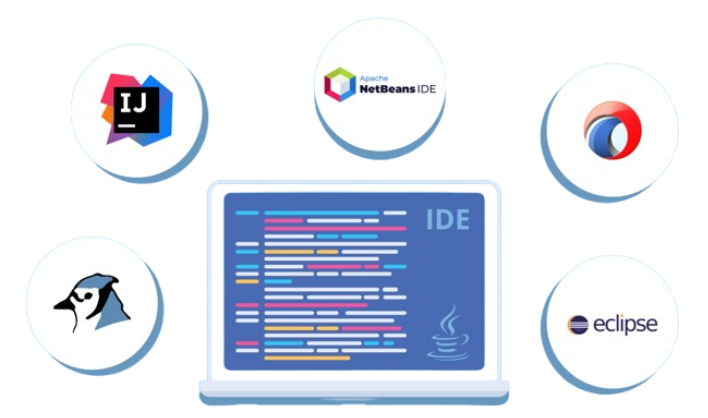 Apache
NetBeans IDE
IJ
IDE
eclipse